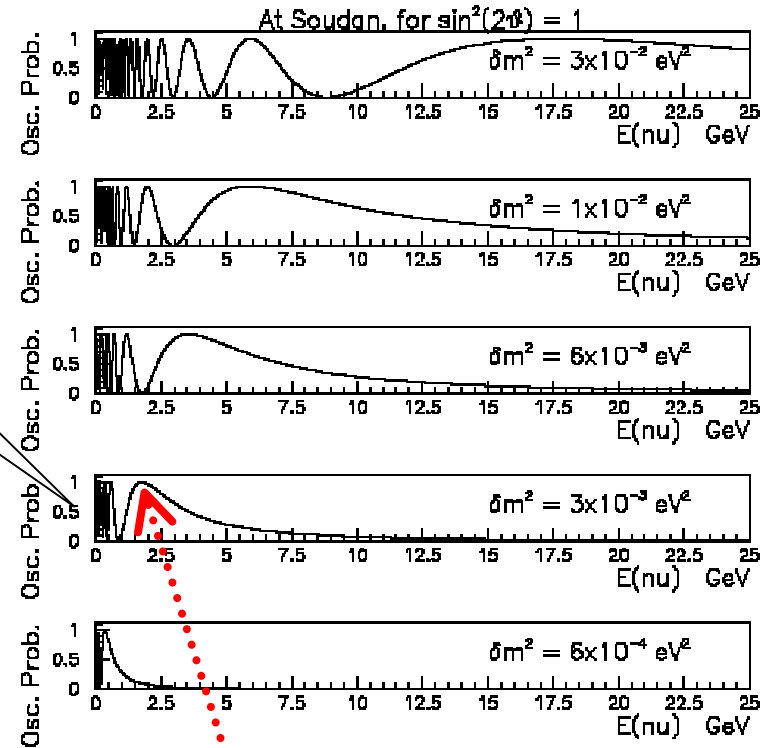 At Soudan, for sin²(2ϑ) = 1
Osc. Prob.
1
0.5
0
δm² = 3x10⁻² eV²
0 2.5 5 7.5 10 12.5 15 17.5 20 22.5 25
E(nu) GeV
Osc. Prob.
1
0.5
0
δm² = 1x10⁻² eV²
0 2.5 5 7.5 10 12.5 15 17.5 20 22.5 25
E(nu) GeV
Osc. Prob.
1
0.5
0
δm² = 6x10⁻³ eV²
0 2.5 5 7.5 10 12.5 15 17.5 20 22.5 25
E(nu) GeV
Osc. Prob.
1
0.5
0
δm² = 3x10⁻³ eV²
0 2.5 5 7.5 10 12.5 15 17.5 20 22.5 25
E(nu) GeV
Osc. Prob.
1
0.5
0
δm² = 6x10⁻⁴ eV²
0 2.5 5 7.5 10 12.5 15 17.5 20 22.5 25
E(nu) GeV